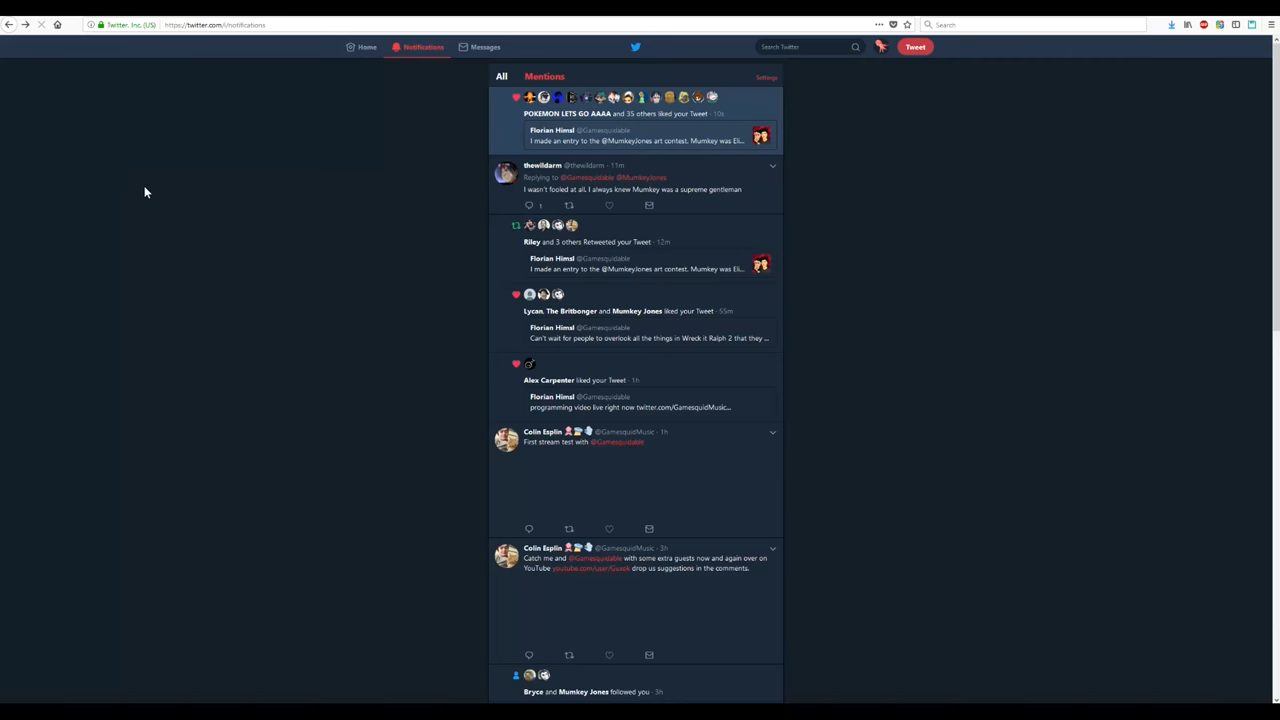 Twitter, Inc. (US) https://twitter.com/i/notifications Search
Home Notifications Messages Search Twitter Tweet
All Mentions Settings
POKEMON LETS GO AAAA and 35 others liked your Tweet · 10s
Florian Himsl @Gamesquidable
I made an entry to the @MumkeyJones art contest. Mumkey was Eli...
thewildarm @thewildarm · 11m
Replying to @Gamesquidable @MumkeyJones
I wasn't fooled at all. I always knew Mumkey was a supreme gentleman
1
Riley and 3 others Retweeted your Tweet · 12m
Florian Himsl @Gamesquidable
I made an entry to the @MumkeyJones art contest. Mumkey was Eli...
Lycan, The Britbonger and Mumkey Jones liked your Tweet · 55m
Florian Himsl @Gamesquidable
Can't wait for people to overlook all the things in Wreck it Ralph 2 that they ...
Alex Carpenter liked your Tweet · 1h
Florian Himsl @Gamesquidable
programming video live right now twitter.com/GamesquidMusic...
Colin Esplin @GamesquidMusic · 1h
First stream test with @Gamesquidable
Colin Esplin @GamesquidMusic · 3h
Catch me and @Gamesquidable with some extra guests now and again over on
YouTube drop us suggestions in the comments.
Bryce and Mumkey Jones followed you · 3h